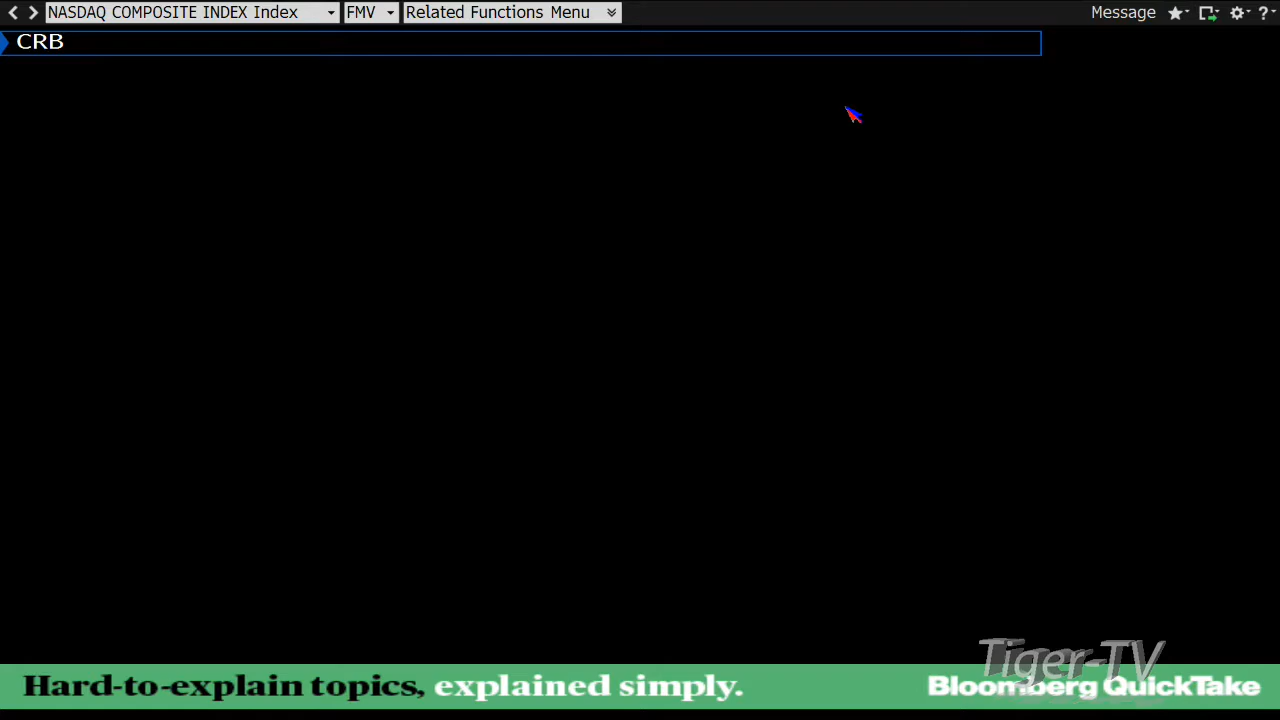 NASDAQ COMPOSITE INDEX Index FMV Related Functions Menu Message ?
CRB
Tiger-TV
Hard-to-explain topics, explained simply. Bloomberg QuickTake